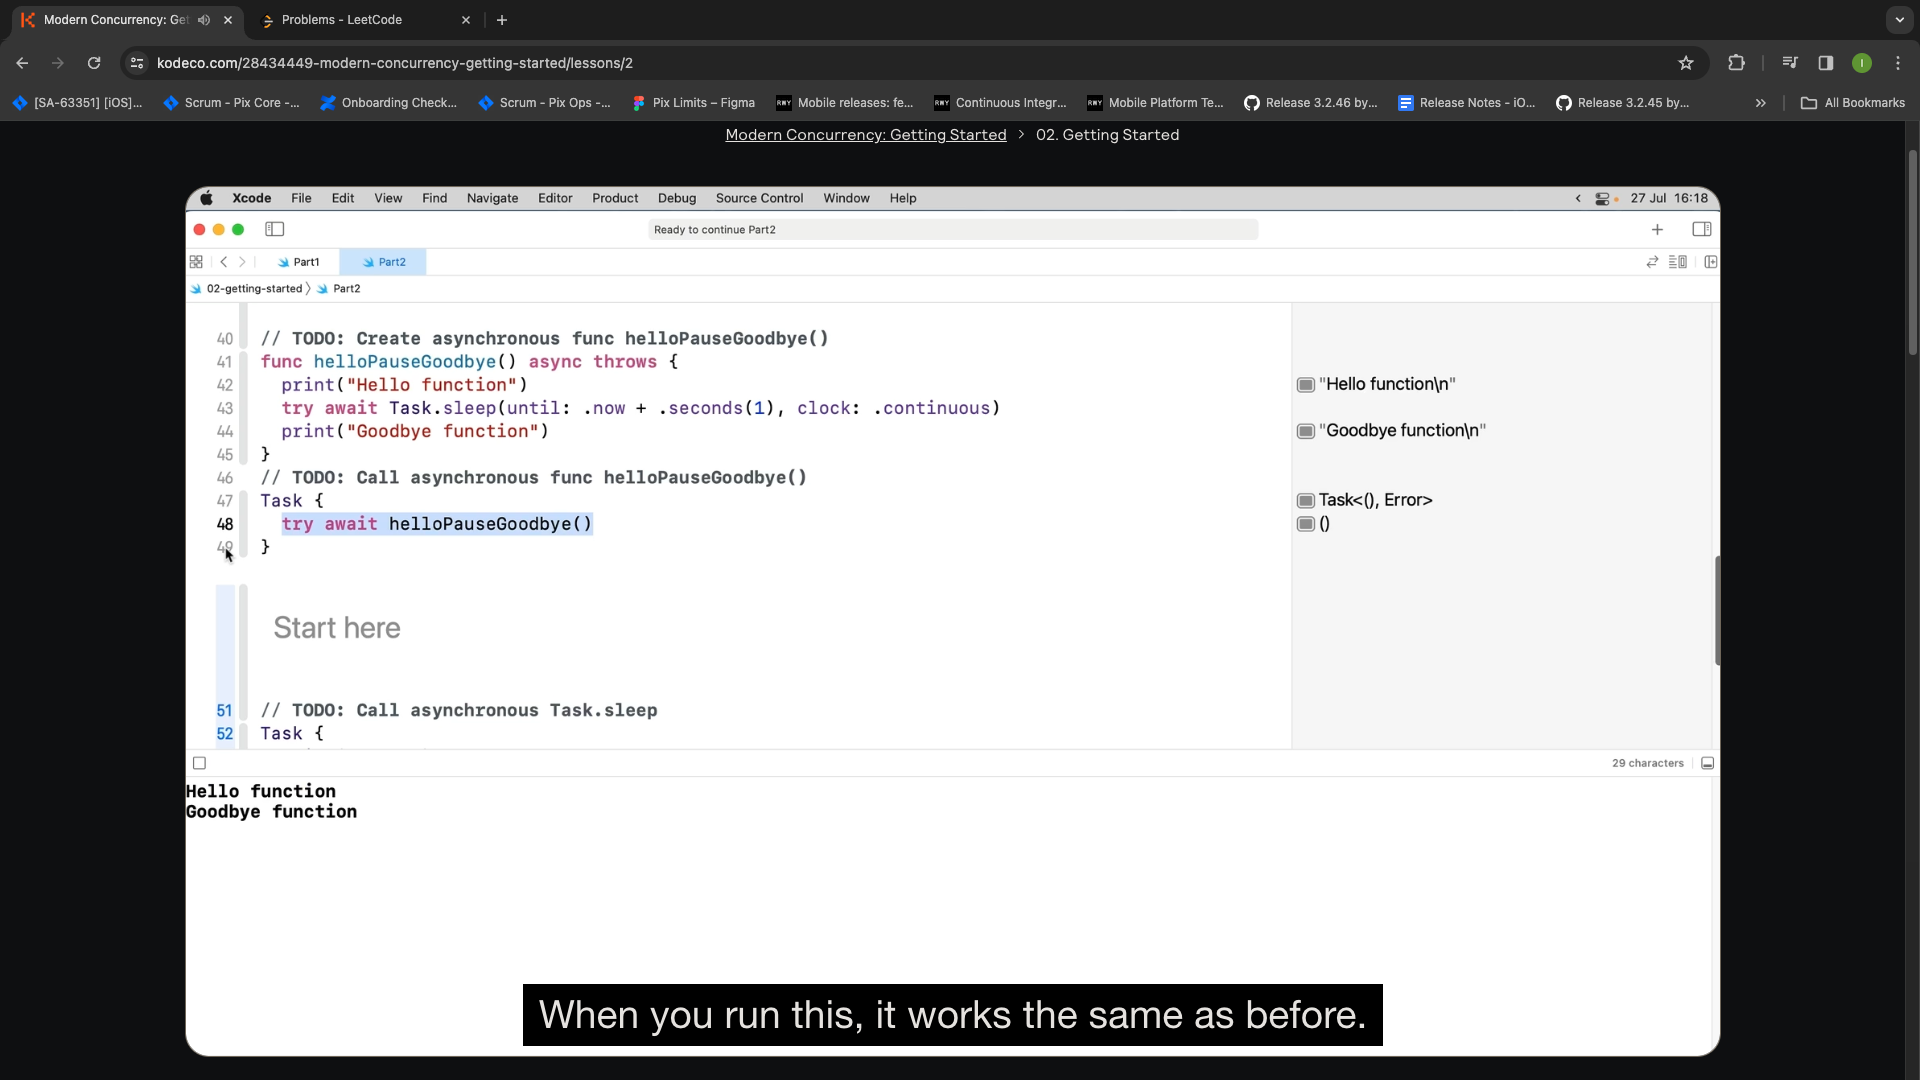 Modern Concurrency: Get
Problems - LeetCode
kodeco.com/28434449-modern-concurrency-getting-started/lessons/2
I
[SA-63351] [iOS]...
Scrum - Pix Core -...
Onboarding Check...
Scrum - Pix Ops -...
Pix Limits – Figma
Mobile releases: fe...
Continuous Integr...
Mobile Platform Te...
Release 3.2.46 by...
Release Notes - iO...
Release 3.2.45 by...
»
All Bookmarks
Modern Concurrency: Getting Started > 02. Getting Started
Xcode File Edit View Find Navigate Editor Product Debug Source Control Window Help
27 Jul 16:18
Ready to continue Part2
Part1
Part2
02-getting-started > Part2
40 // TODO: Create asynchronous func helloPauseGoodbye()
41 func helloPauseGoodbye() async throws {
42 print("Hello function")
"Hello function\n"
43 try await Task.sleep(until: .now + .seconds(1), clock: .continuous)
44 print("Goodbye function")
"Goodbye function\n"
45 }
46 // TODO: Call asynchronous func helloPauseGoodbye()
47 Task {
Task<(), Error>
48 try await helloPauseGoodbye()
()
49 }
Start here
51 // TODO: Call asynchronous Task.sleep
52 Task {
29 characters
Hello function
Goodbye function
When you run this, it works the same as before.